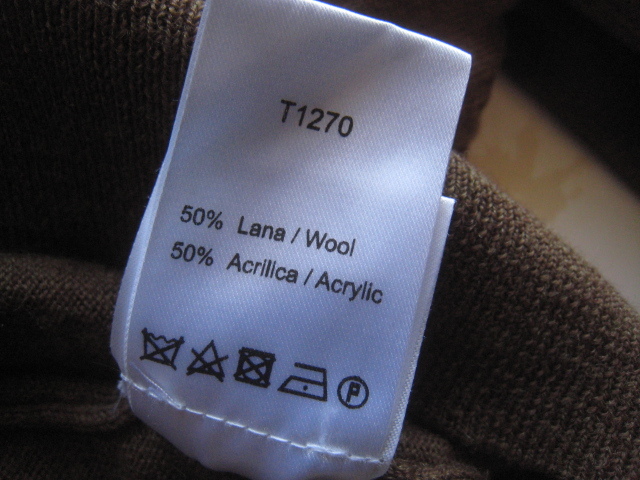 T1270
50% Lana / Wool
50% Acrilica / Acrylic
P